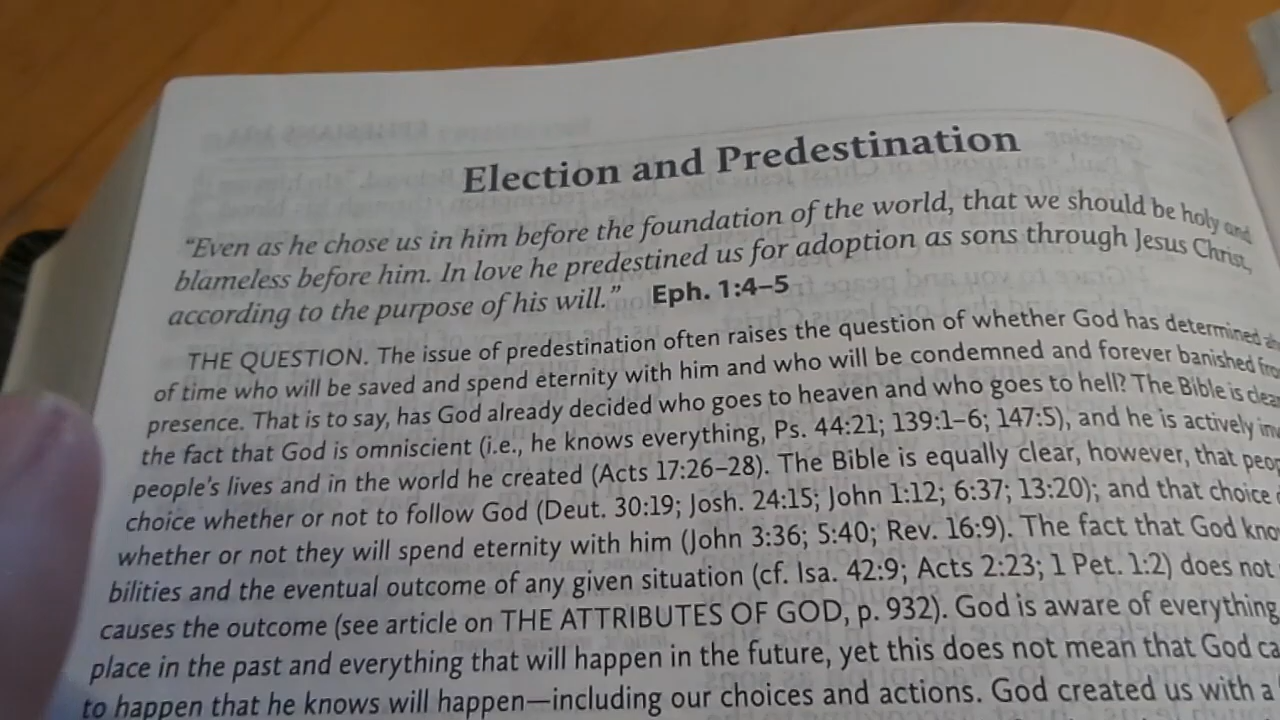 Election and Predestination
“Even as he chose us in him before the foundation of the world, that we should be holy and
blameless before him. In love he predestined us for adoption as sons through Jesus Christ,
according to the purpose of his will.” Eph. 1:4–5
THE QUESTION. The issue of predestination often raises the question of whether God has determined
of time who will be saved and spend eternity with him and who will be condemned and forever banished
presence. That is to say, has God already decided who goes to heaven and who goes to hell? The Bible is
the fact that God is omniscient (i.e., he knows everything, Ps. 44:21; 139:1–6; 147:5), and he is actively
people’s lives and in the world he created (Acts 17:26–28). The Bible is equally clear, however, that
choice whether or not to follow God (Deut. 30:19; Josh. 24:15; John 1:12; 6:37; 13:20); and that choice
whether or not they will spend eternity with him (John 3:36; 5:40; Rev. 16:9). The fact that God
bilities and the eventual outcome of any given situation (cf. Isa. 42:9; Acts 2:23; 1 Pet. 1:2) does not
causes the outcome (see article on THE ATTRIBUTES OF GOD, p. 932). God is aware of everything
place in the past and everything that will happen in the future, yet this does not mean that God
to happen that he knows will happen—including our choices and actions. God created us with a